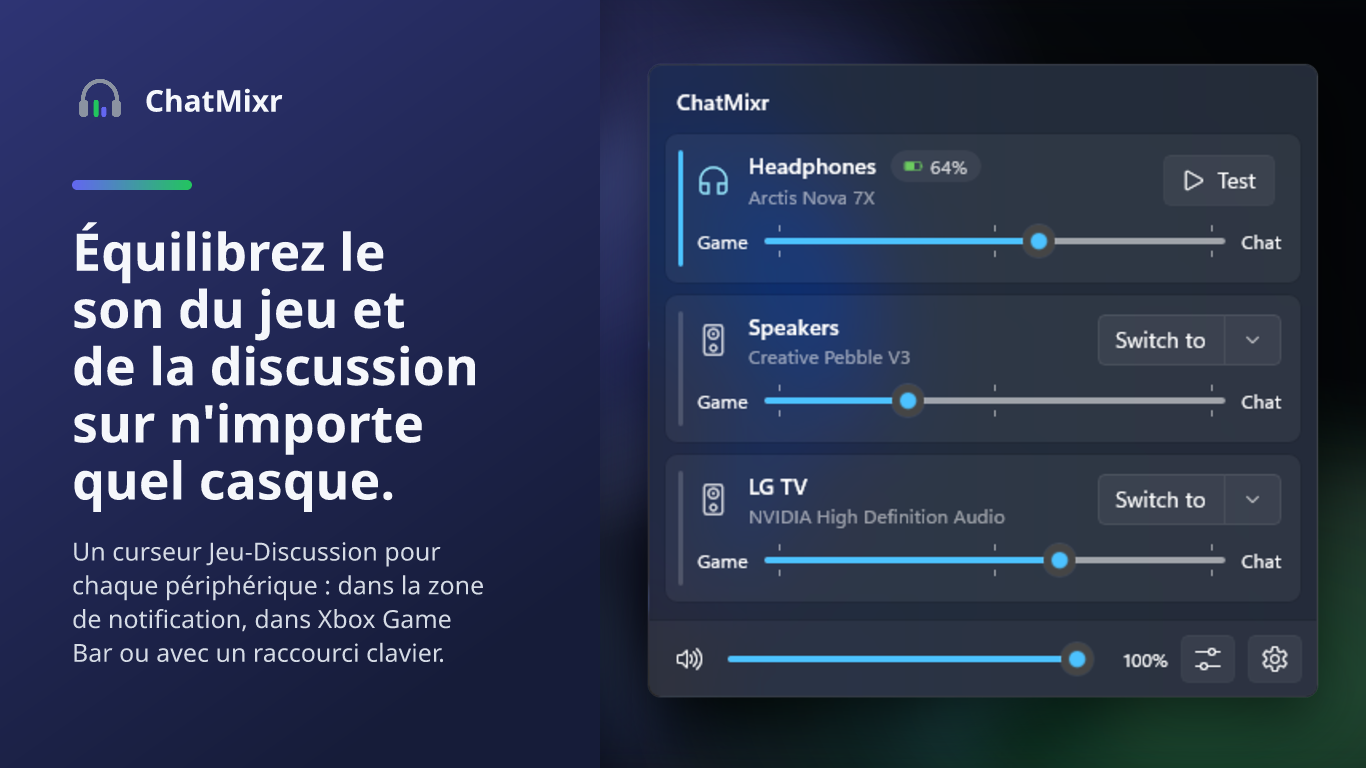 ChatMixr
Équilibrez le
son du jeu et
de la discussion
sur n'importe
quel casque.
Un curseur Jeu-Discussion pour
chaque périphérique : dans la zone
de notification, dans Xbox Game
Bar ou avec un raccourci clavier.
ChatMixr
Headphones 64%
Arctis Nova 7X
Test
Game Chat
Speakers
Creative Pebble V3
Switch to
Game Chat
LG TV
NVIDIA High Definition Audio
Switch to
Game Chat
100%